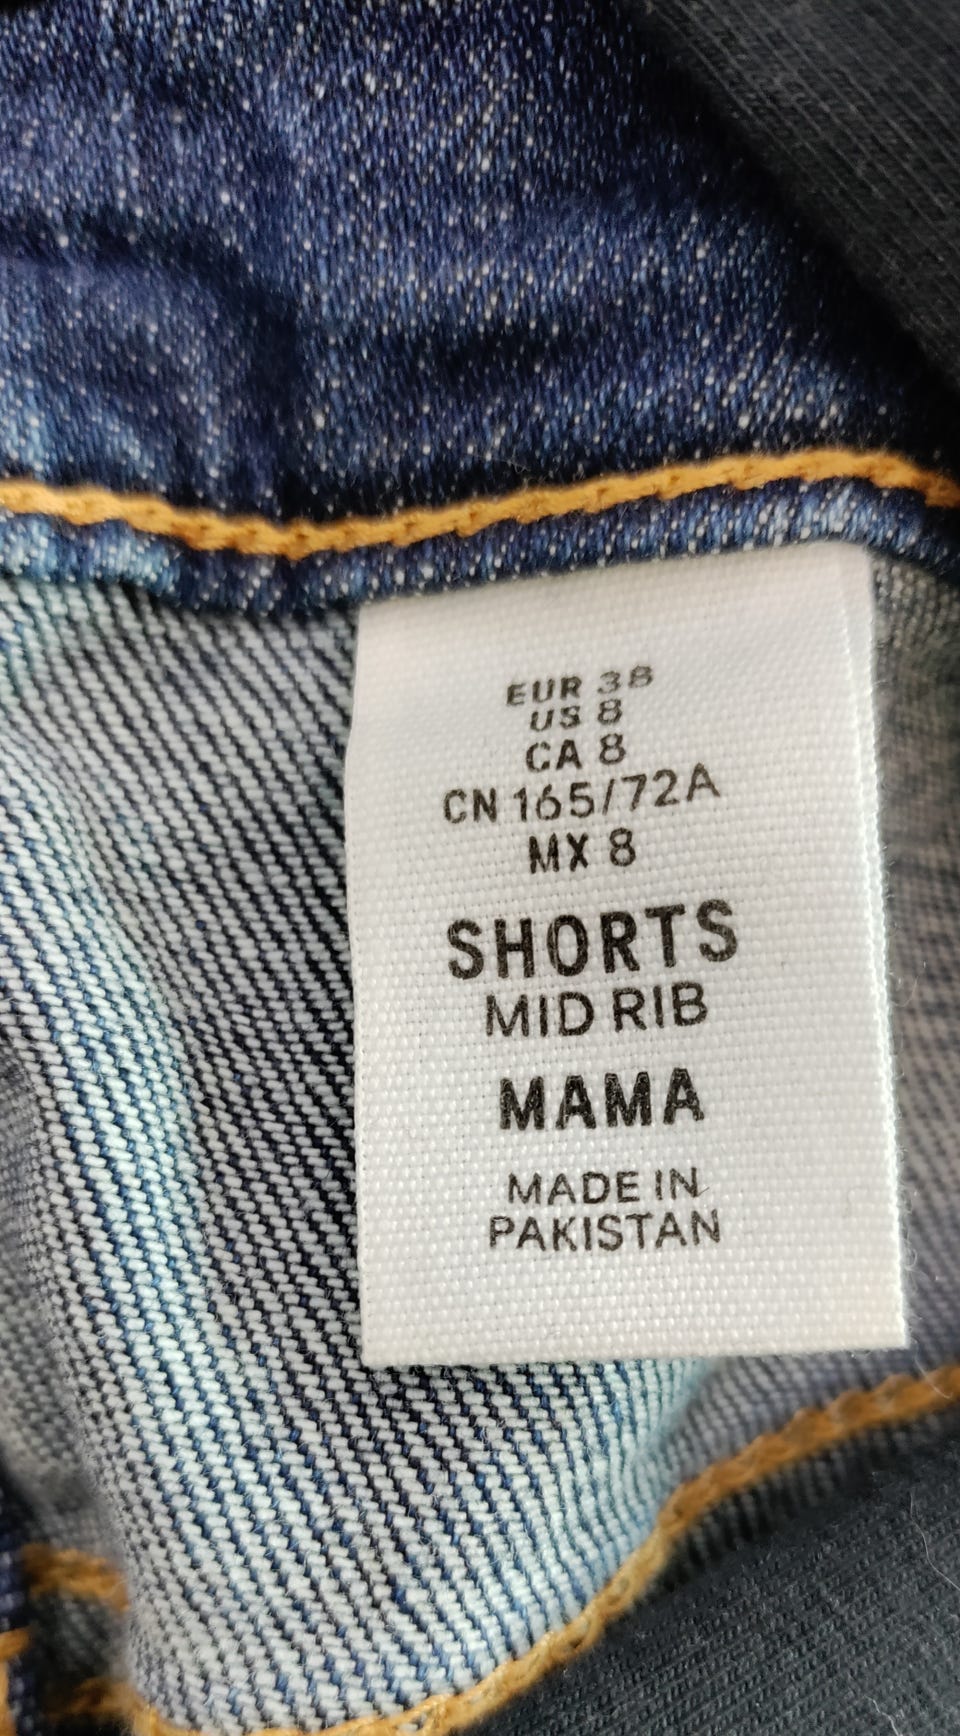 EUR 38
US 8
CA 8
CN 165/72A
MX 8
SHORTS
MID RIB
MAMA
MADE IN
PAKISTAN